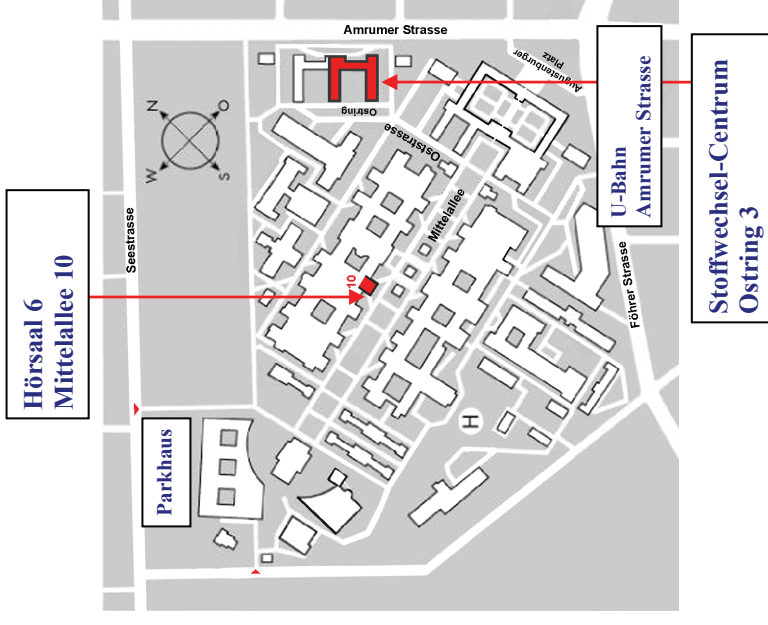 Amrumer Strasse
Augustenburger
Platz
Ostring
Oststrasse
Mittelallee
N
O
W
S
Seestrasse
10
Hörsaal 6
Mittelallee 10
U-Bahn
Amrumer Strasse
Stoffwechsel-Centrum
Ostring 3
Föhrer Strasse
Parkhaus
H